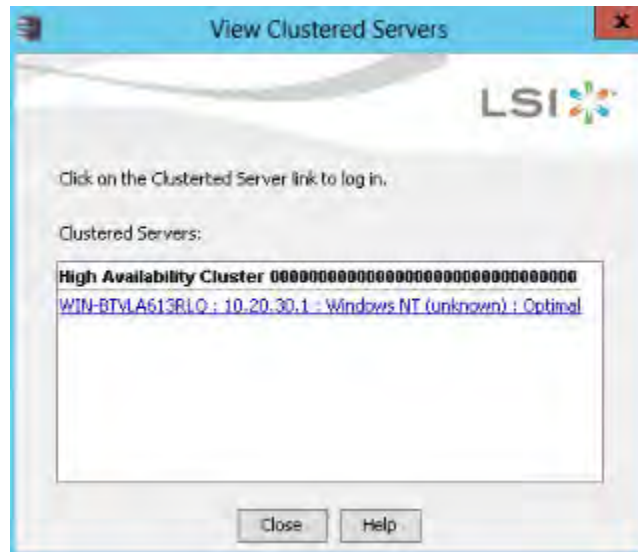 View Clustered Servers
LSI
Click on the Clusterted Server link to log in.
Clustered Servers:
High Availability Cluster 00000000000000000000000000000000
WIN-BTVLA613RLO : 10.20.30.1 : Windows NT (unknown) : Optimal
Close Help